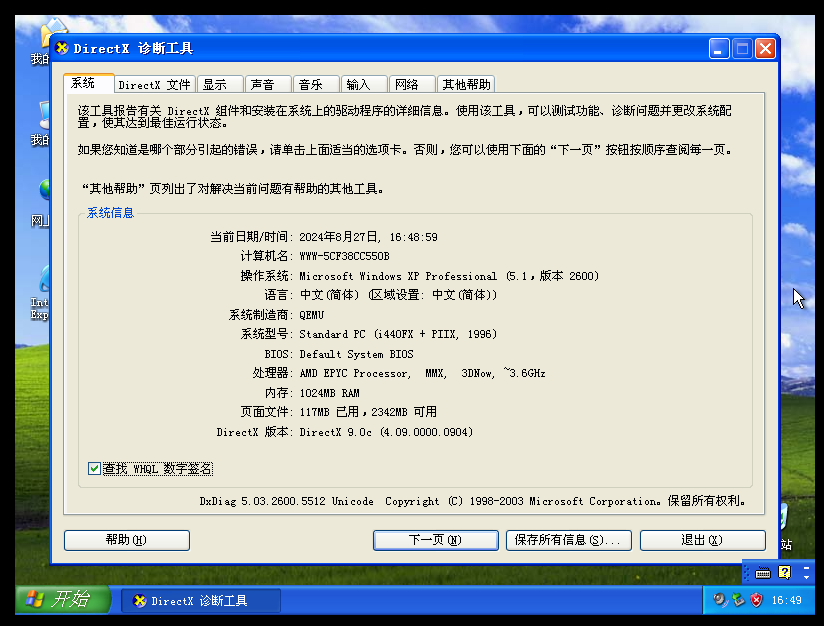 我的
我的
网上
Int
Exp
DirectX 诊断工具
系统
DirectX 文件
显示
声音
音乐
输入
网络
其他帮助
该工具报告有关 DirectX 组件和安装在系统上的驱动程序的详细信息。使用该工具，可以测试功能、诊断问题并更改系统配
置，使其达到最佳运行状态。
如果您知道是哪个部分引起的错误，请单击上面适当的选项卡。否则，您可以使用下面的“下一页”按钮按顺序查阅每一页。
“其他帮助”页列出了对解决当前问题有帮助的其他工具。
系统信息
当前日期/时间: 2024年8月27日, 16:48:59
计算机名: WWW-5CF38CC550B
操作系统: Microsoft Windows XP Professional (5.1，版本 2600)
语言: 中文(简体) (区域设置: 中文(简体))
系统制造商: QEMU
系统型号: Standard PC (i440FX + PIIX, 1996)
BIOS: Default System BIOS
处理器: AMD EPYC Processor, MMX, 3DNow, ~3.6GHz
内存: 1024MB RAM
页面文件: 117MB 已用，2342MB 可用
DirectX 版本: DirectX 9.0c (4.09.0000.0904)
查找 WHQL 数字签名
DxDiag 5.03.2600.5512 Unicode Copyright (C) 1998-2003 Microsoft Corporation。保留所有权利。
帮助(H)
下一页(N)
保存所有信息(S)...
退出(X)
站
开始
DirectX 诊断工具
16:49